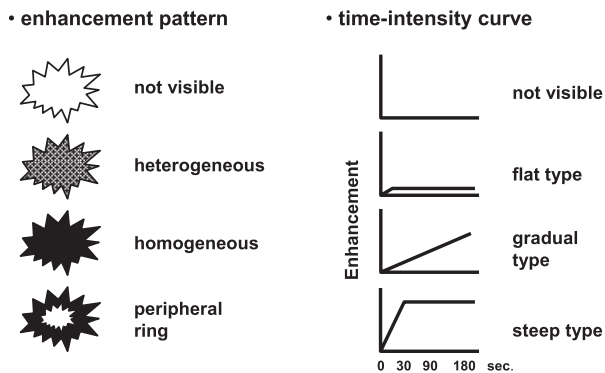 • enhancement pattern
not visible
heterogeneous
homogeneous
peripheral
ring
• time-intensity curve
Enhancement
not visible
flat type
gradual
type
steep type
0 30 90 180 sec.